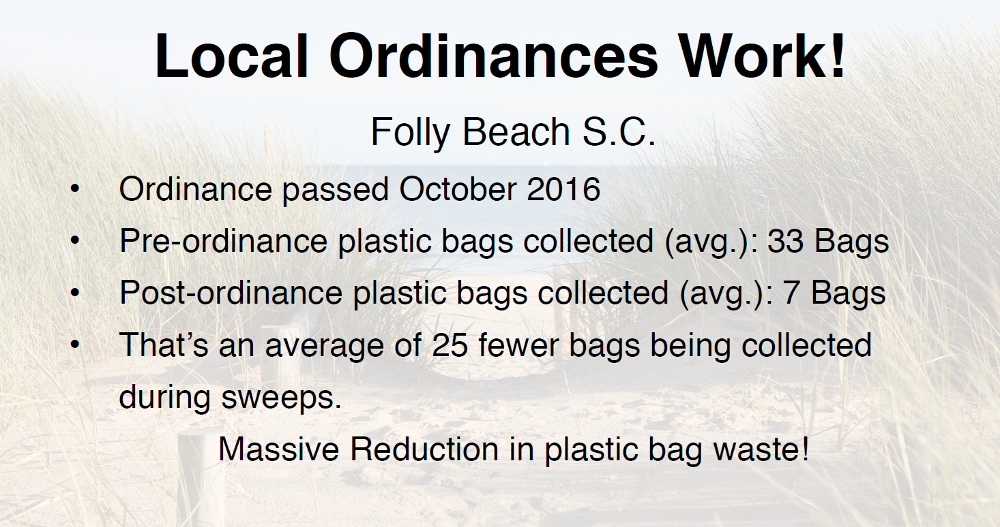 Local Ordinances Work!
Folly Beach S.C.
• Ordinance passed October 2016
• Pre-ordinance plastic bags collected (avg.): 33 Bags
• Post-ordinance plastic bags collected (avg.): 7 Bags
• That’s an average of 25 fewer bags being collected
during sweeps.
Massive Reduction in plastic bag waste!